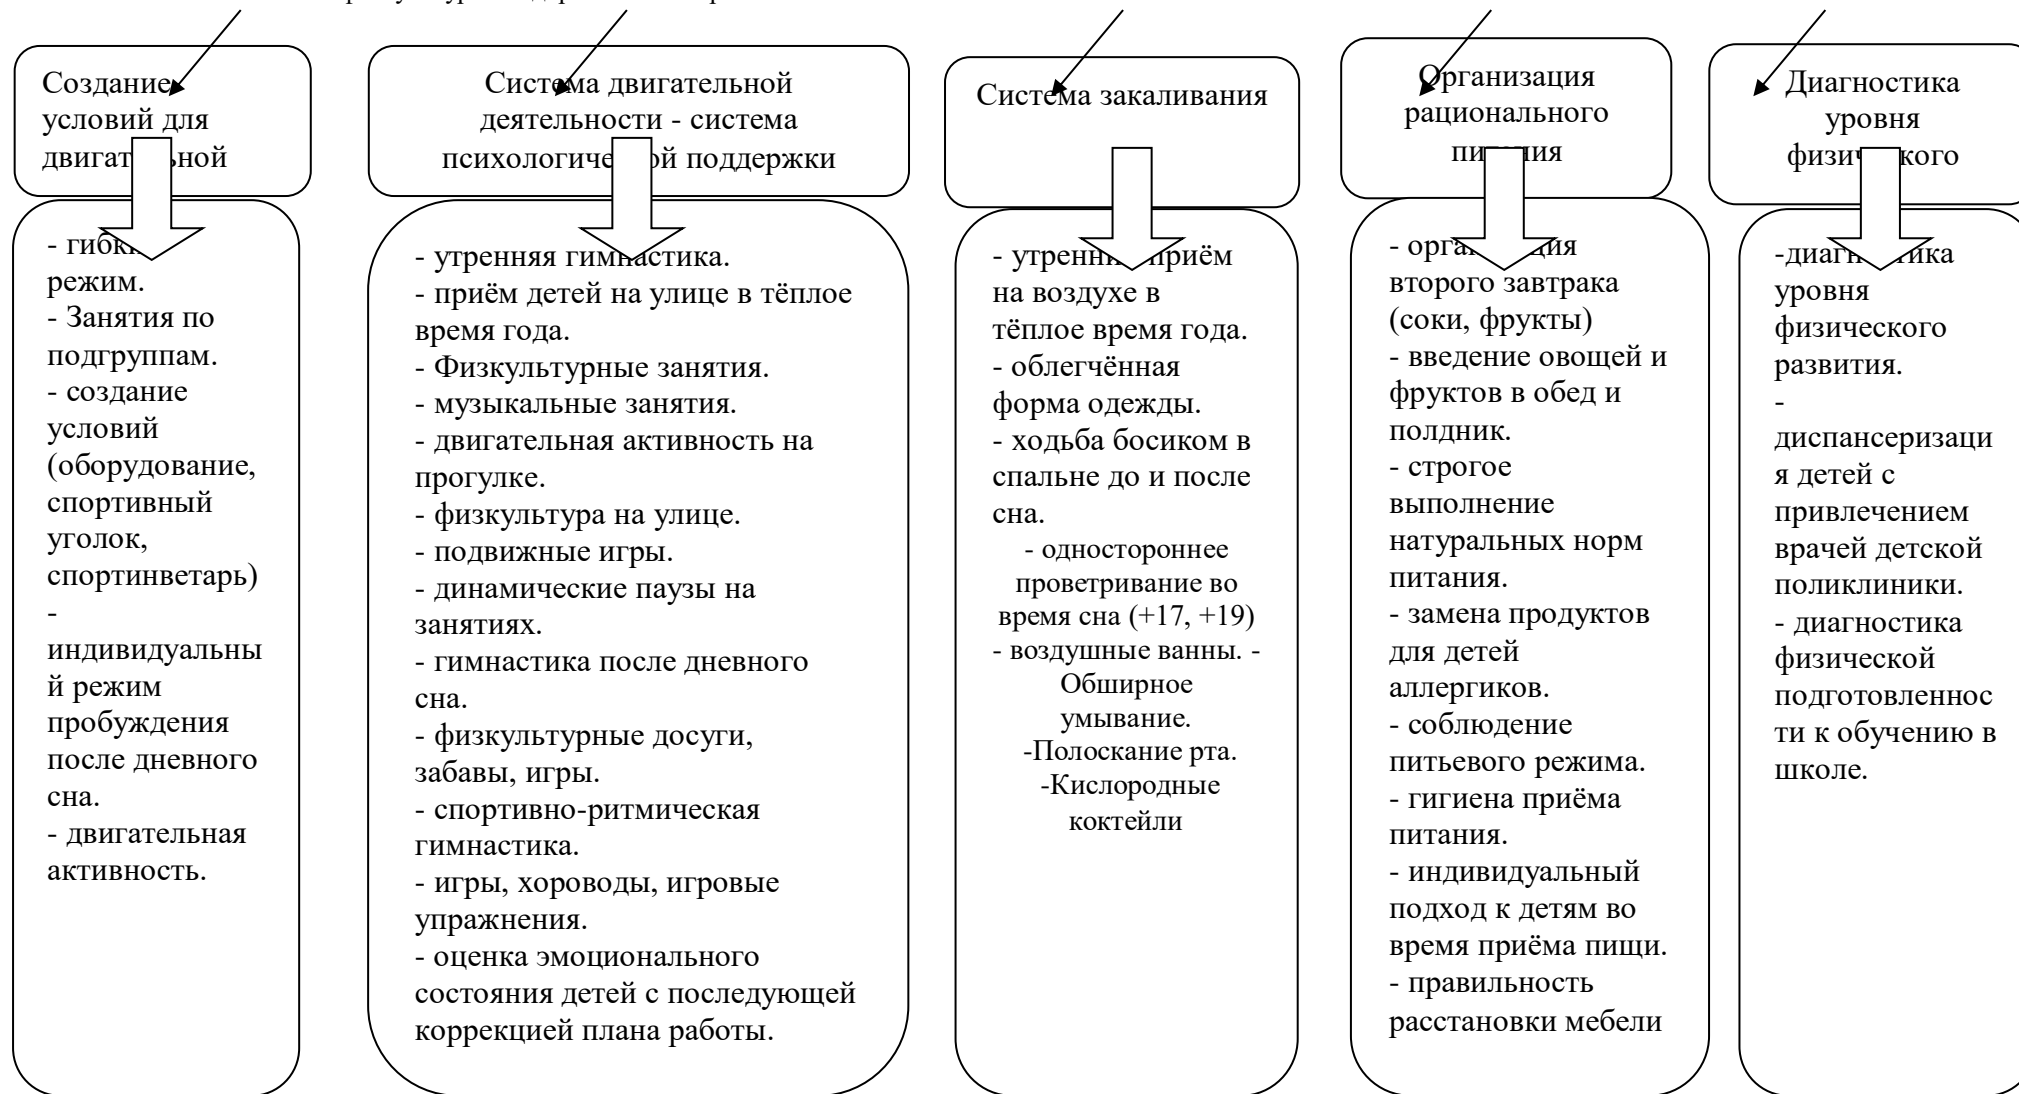 Создание
условий для
Система двигательной
деятельности - система
поддержки
Система закаливания
Организация
рационального
Диагностика
уровня
- гибкий
режим.
- Занятия по
подгруппам.
- создание
условий
(оборудование,
спортивный
уголок,
спортинветарь)
-
индивидуальны
й режим
пробуждения
после дневного
сна.
- двигательная
активность.
- утренняя гимнастика.
- приём детей на улице в тёплое
время года.
- Физкультурные занятия.
- музыкальные занятия.
- двигательная активность на
прогулке.
- физкультура на улице.
- подвижные игры.
- динамические паузы на
занятиях.
- гимнастика после дневного
сна.
- физкультурные досуги,
забавы, игры.
- спортивно-ритмическая
гимнастика.
- игры, хороводы, игровые
упражнения.
- оценка эмоционального
состояния детей с последующей
коррекцией плана работы.
- утренний приём
на воздухе в
тёплое время года.
- облегчённая
форма одежды.
- ходьба босиком в
спальне до и после
сна.
- одностороннее
проветривание во
время сна (+17, +19)
- воздушные ванны. -
Обширное
умывание.
-Полоскание рта.
-Кислородные
коктейли
- организация
второго завтрака
(соки, фрукты)
- введение овощей и
фруктов в обед и
полдник.
- строгое
выполнение
натуральных норм
питания.
- замена продуктов
для детей
аллергиков.
- соблюдение
питьевого режима.
- гигиена приёма
питания.
- индивидуальный
подход к детям во
время приёма пищи.
- правильность
расстановки мебели
-диагностика
уровня
физического
развития.
-
диспансеризаци
я детей с
привлечением
врачей детской
поликлиники.
- диагностика
физической
подготовленнос
ти к обучению в
школе.